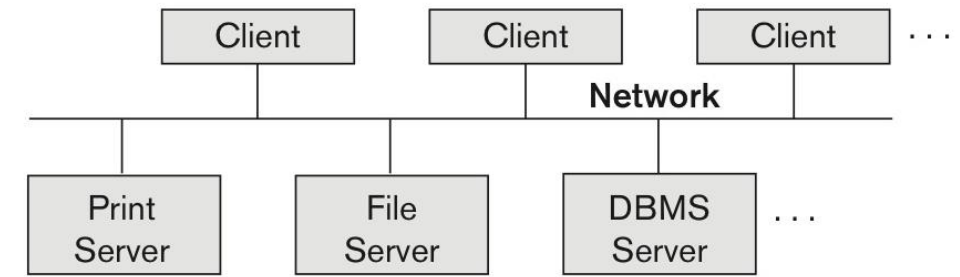 Client
Client
Client
. . .
Network
Print
Server
File
Server
DBMS
Server
. . .